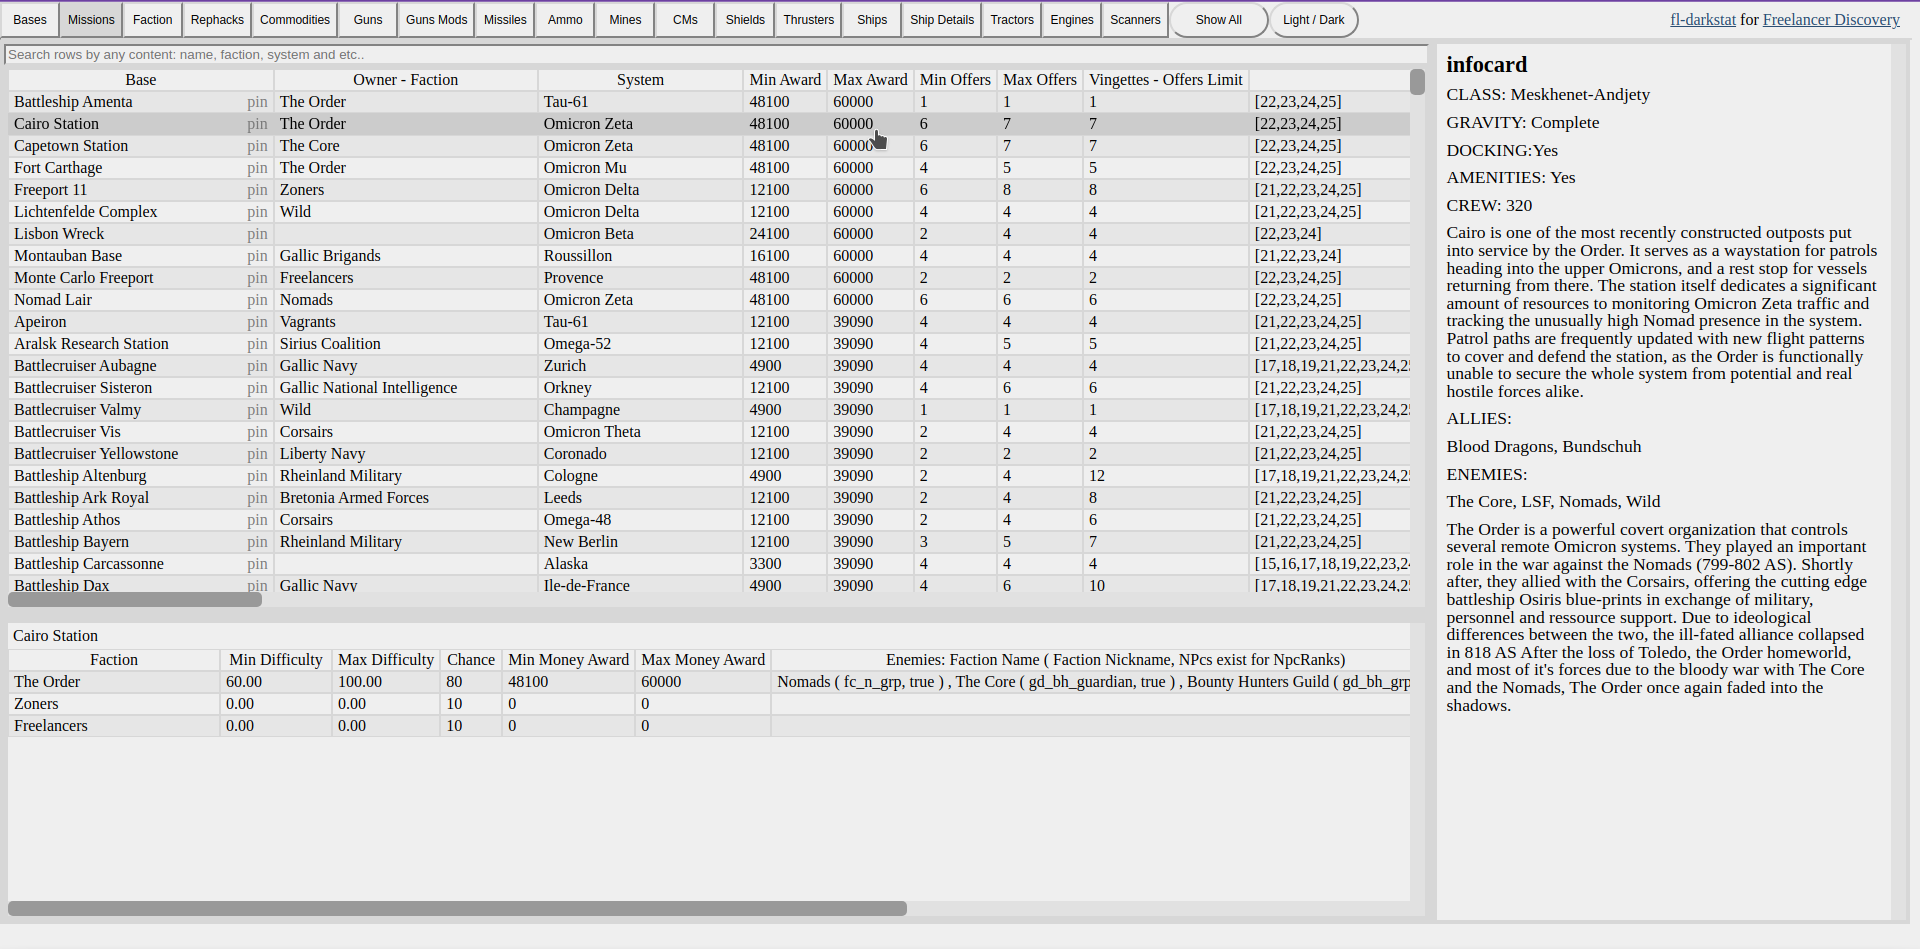 Bases Missions Faction Rephacks Commodities Guns Guns Mods Missiles Ammo Mines CMs Shields Thrusters Ships Ship Details Tractors Engines Scanners Show All Light / Dark fl-darkstat for Freelancer Discovery
Search rows by any content: name, faction, system and etc..
Base Owner - Faction System Min Award Max Award Min Offers Max Offers Vingettes - Offers Limit
Battleship Amenta pin The Order Tau-61 48100 60000 1 1 1 [22,23,24,25]
Cairo Station pin The Order Omicron Zeta 48100 60000 6 7 7 [22,23,24,25]
Capetown Station pin The Core Omicron Zeta 48100 60000 6 7 7 [22,23,24,25]
Fort Carthage pin The Order Omicron Mu 48100 60000 4 5 5 [22,23,24,25]
Freeport 11 pin Zoners Omicron Delta 12100 60000 6 8 8 [21,22,23,24,25]
Lichtenfelde Complex pin Wild Omicron Delta 12100 60000 4 4 4 [21,22,23,24,25]
Lisbon Wreck pin Omicron Beta 24100 60000 2 4 4 [22,23,24]
Montauban Base pin Gallic Brigands Roussillon 16100 60000 4 4 4 [21,22,23,24]
Monte Carlo Freeport pin Freelancers Provence 48100 60000 2 2 2 [22,23,24,25]
Nomad Lair pin Nomads Omicron Zeta 48100 60000 6 6 6 [22,23,24,25]
Apeiron pin Vagrants Tau-61 12100 39090 4 4 4 [21,22,23,24,25]
Aralsk Research Station pin Sirius Coalition Omega-52 12100 39090 4 5 5 [21,22,23,24,25]
Battlecruiser Aubagne pin Gallic Navy Zurich 4900 39090 4 4 4 [17,18,19,21,22,23,24,25
Battlecruiser Sisteron pin Gallic National Intelligence Orkney 12100 39090 4 6 6 [21,22,23,24,25]
Battlecruiser Valmy pin Wild Champagne 4900 39090 1 1 1 [17,18,19,21,22,23,24,25
Battlecruiser Vis pin Corsairs Omicron Theta 12100 39090 2 4 4 [21,22,23,24,25]
Battlecruiser Yellowstone pin Liberty Navy Coronado 12100 39090 2 2 2 [21,22,23,24,25]
Battleship Altenburg pin Rheinland Military Cologne 4900 39090 2 4 12 [17,18,19,21,22,23,24,25
Battleship Ark Royal pin Bretonia Armed Forces Leeds 12100 39090 2 4 8 [21,22,23,24,25]
Battleship Athos pin Corsairs Omega-48 12100 39090 2 4 6 [21,22,23,24,25]
Battleship Bayern pin Rheinland Military New Berlin 12100 39090 3 5 7 [21,22,23,24,25]
Battleship Carcassonne pin Alaska 3300 39090 4 4 4 [15,16,17,18,19,22,23,24
Battleship Dax pin Gallic Navy Ile-de-France 4900 39090 4 6 10 [17,18,19,21,22,23,24,25
Cairo Station
Faction Min Difficulty Max Difficulty Chance Min Money Award Max Money Award Enemies: Faction Name ( Faction Nickname, NPcs exist for NpcRanks)
The Order 60.00 100.00 80 48100 60000 Nomads ( fc_n_grp, true ) , The Core ( gd_bh_guardian, true ) , Bounty Hunters Guild ( gd_bh_grp
Zoners 0.00 0.00 10 0 0
Freelancers 0.00 0.00 10 0 0
infocard
CLASS: Meskhenet-Andjety
GRAVITY: Complete
DOCKING:Yes
AMENITIES: Yes
CREW: 320
Cairo is one of the most recently constructed outposts put
into service by the Order. It serves as a waystation for patrols
heading into the upper Omicrons, and a rest stop for vessels
returning from there. The station itself dedicates a significant
amount of resources to monitoring Omicron Zeta traffic and
tracking the unusually high Nomad presence in the system.
Patrol paths are frequently updated with new flight patterns
to cover and defend the station, as the Order is functionally
unable to secure the whole system from potential and real
hostile forces alike.
ALLIES:
Blood Dragons, Bundschuh
ENEMIES:
The Core, LSF, Nomads, Wild
The Order is a powerful covert organization that controls
several remote Omicron systems. They played an important
role in the war against the Nomads (799-802 AS). Shortly
after, they allied with the Corsairs, offering the cutting edge
battleship Osiris blue-prints in exchange of military,
personnel and ressource support. Due to ideological
differences between the two, the ill-fated alliance collapsed
in 818 AS After the loss of Toledo, the Order homeworld,
and most of it's forces due to the bloody war with The Core
and the Nomads, The Order once again faded into the
shadows.